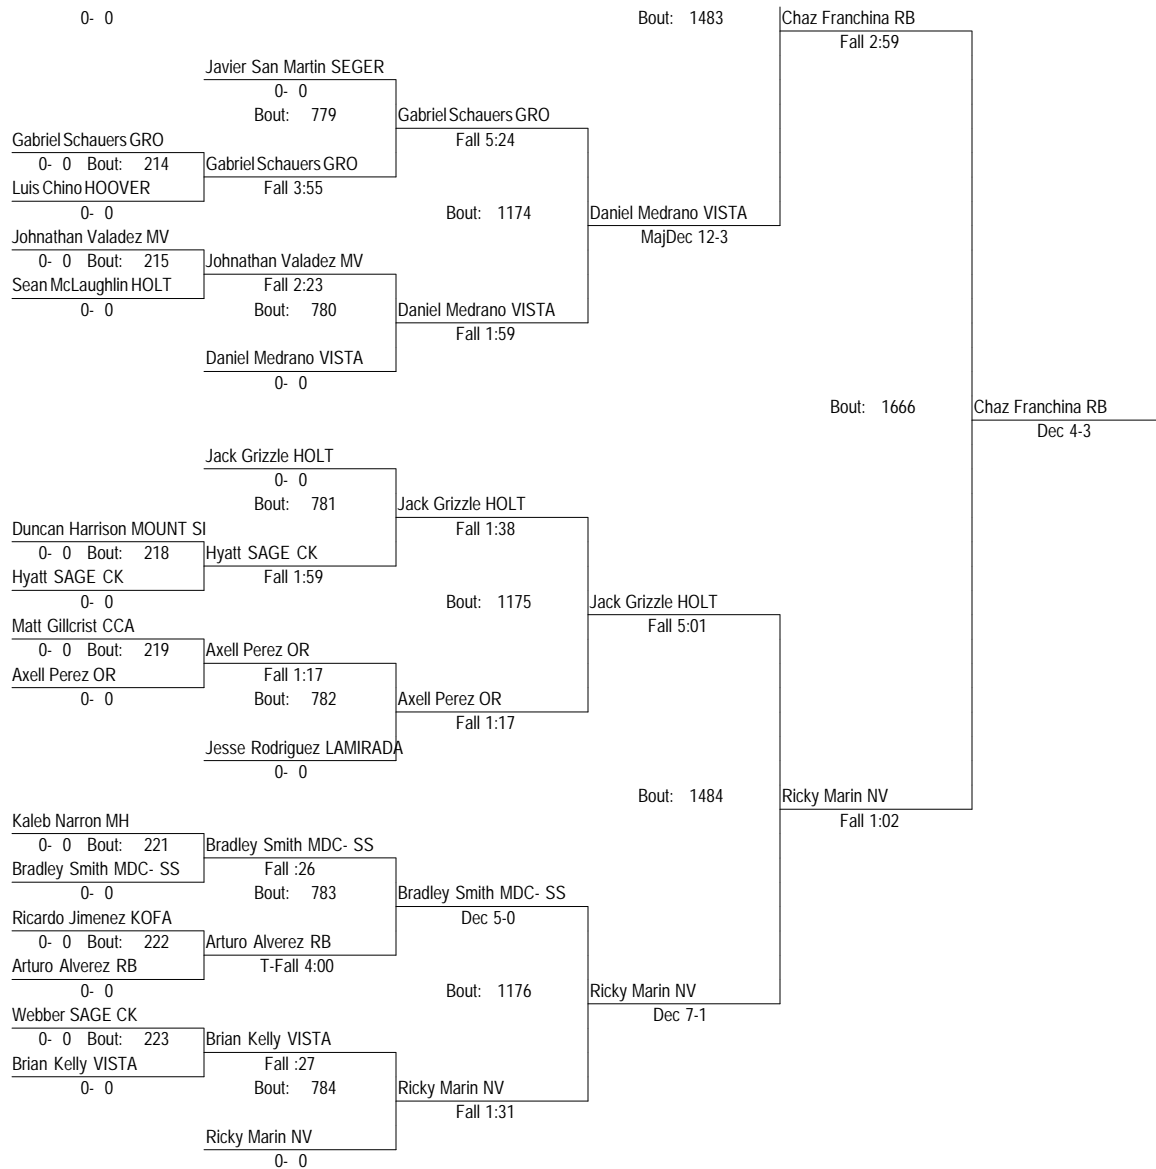 0- 0
Bout: 1483
Chaz Franchina RB
Fall 2:59
Javier San Martin SEGER
0- 0
Bout: 779
Gabriel Schauers GRO
Fall 5:24
Gabriel Schauers GRO
0- 0 Bout: 214
Gabriel Schauers GRO
Luis Chino HOOVER
Fall 3:55
0- 0
Bout: 1174
Daniel Medrano VISTA
MajDec 12-3
Johnathan Valadez MV
0- 0 Bout: 215
Johnathan Valadez MV
Sean McLaughlin HOLT
Fall 2:23
0- 0
Bout: 780
Daniel Medrano VISTA
Fall 1:59
Daniel Medrano VISTA
0- 0
Bout: 1666
Chaz Franchina RB
Dec 4-3
Jack Grizzle HOLT
0- 0
Bout: 781
Jack Grizzle HOLT
Fall 1:38
Duncan Harrison MOUNT SI
0- 0 Bout: 218
Hyatt SAGE CK
Hyatt SAGE CK
Fall 1:59
0- 0
Bout: 1175
Jack Grizzle HOLT
Fall 5:01
Matt Gillcrist CCA
0- 0 Bout: 219
Axell Perez OR
Axell Perez OR
Fall 1:17
0- 0
Bout: 782
Axell Perez OR
Fall 1:17
Jesse Rodriguez LAMIRADA
0- 0
Bout: 1484
Ricky Marin NV
Fall 1:02
Kaleb Narron MH
0- 0 Bout: 221
Bradley Smith MDC- SS
Bradley Smith MDC- SS
Fall :26
0- 0
Bout: 783
Bradley Smith MDC- SS
Dec 5-0
Ricardo Jimenez KOFA
0- 0 Bout: 222
Arturo Alverez RB
Arturo Alverez RB
T-Fall 4:00
0- 0
Bout: 1176
Ricky Marin NV
Dec 7-1
Webber SAGE CK
0- 0 Bout: 223
Brian Kelly VISTA
Brian Kelly VISTA
Fall :27
0- 0
Bout: 784
Ricky Marin NV
Fall 1:31
Ricky Marin NV
0- 0